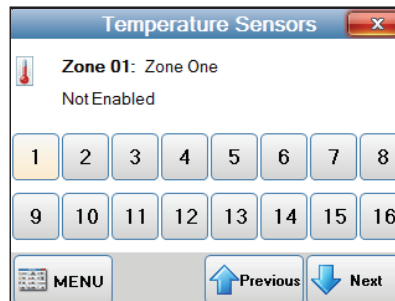 Temperature Sensors x
Zone 01: Zone One
Not Enabled
1 2 3 4 5 6 7 8
9 10 11 12 13 14 15 16
MENU Previous Next